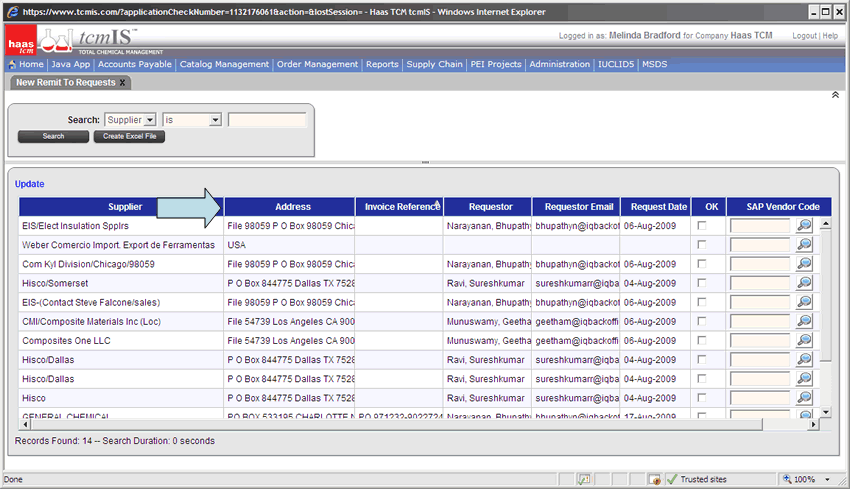 https://www.tcmis.com/?applicationCheckNumber=1132176061&action=&lostSession= - Haas TCM tcmIS - Windows Internet Explorer
haas tcm
tcmIS™
TOTAL CHEMICAL MANAGEMENT
Logged in as: Melinda Bradford for Company Haas TCM Logout | Help
Home | Java App | Accounts Payable | Catalog Management | Order Management | Reports | Supply Chain | PEI Projects | Administration | IUCLID5 | MSDS
New Remit To Requests X
Search: Supplier is
Search Create Excel File
Update
Supplier Address Invoice Reference Requestor Requestor Email Request Date OK SAP Vendor Code
EIS/Elect Insulation Spplrs File 98059 P O Box 98059 Chica Narayanan, Bhupathy bhupathyn@iqbackof 06-Aug-2009
Weber Comercio Import. Export de Ferramentas USA
Com Kyl Division/Chicago/98059 File 98059 P O Box 98059 Chica Narayanan, Bhupathy bhupathyn@iqbackof 06-Aug-2009
Hisco/Somerset P O Box 844775 Dallas TX 7528 Ravi, Sureshkumar sureshkumarr@iqba 04-Aug-2009
EIS-(Contact Steve Falcone/sales) File 98059 P O Box 98059 Chica Narayanan, Bhupathy bhupathyn@iqbackof 06-Aug-2009
CMI/Composite Materials Inc (Loc) File 54739 Los Angeles CA 900 Munuswamy, Geetha geetham@iqbackoffi 06-Aug-2009
Composites One LLC File 54739 Los Angeles CA 900 Munuswamy, Geetha geetham@iqbackoffi 06-Aug-2009
Hisco/Dallas P O Box 844775 Dallas TX 7528 Ravi, Sureshkumar sureshkumarr@iqba 04-Aug-2009
Hisco/Dallas P O Box 844775 Dallas TX 7528 Ravi, Sureshkumar sureshkumarr@iqba 04-Aug-2009
Hisco P O Box 844775 Dallas TX 7528 Ravi, Sureshkumar sureshkumarr@iqba 04-Aug-2009
GENERAL CHEMICAL PO BOX 533195 CHARLOTTE N PO 971232-9022724 Narayanan, Bhupathy bhupathyn@iqbackof 17-Aug-2009
Records Found: 14 -- Search Duration: 0 seconds
Done Trusted sites 100%